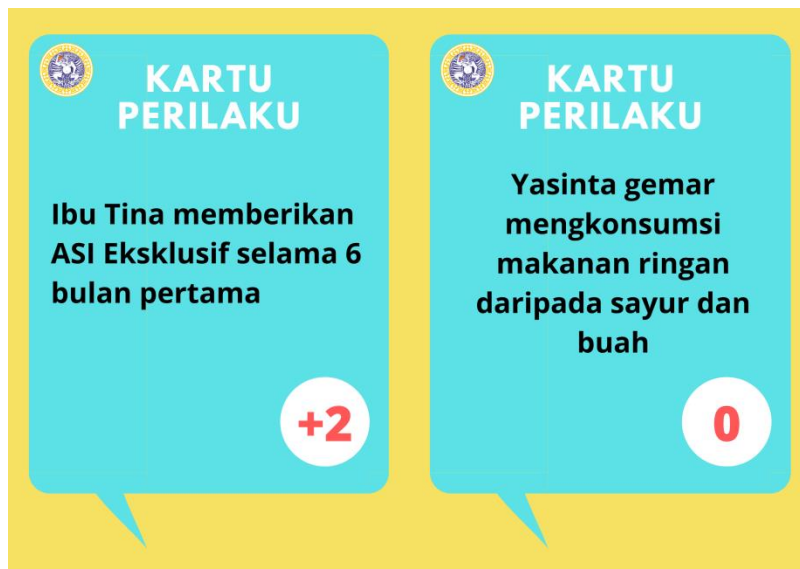 KARTU
PERILAKU
Ibu Tina memberikan
ASI Eksklusif selama 6
bulan pertama
+2
KARTU
PERILAKU
Yasinta gemar
mengkonsumsi
makanan ringan
daripada sayur dan
buah
0